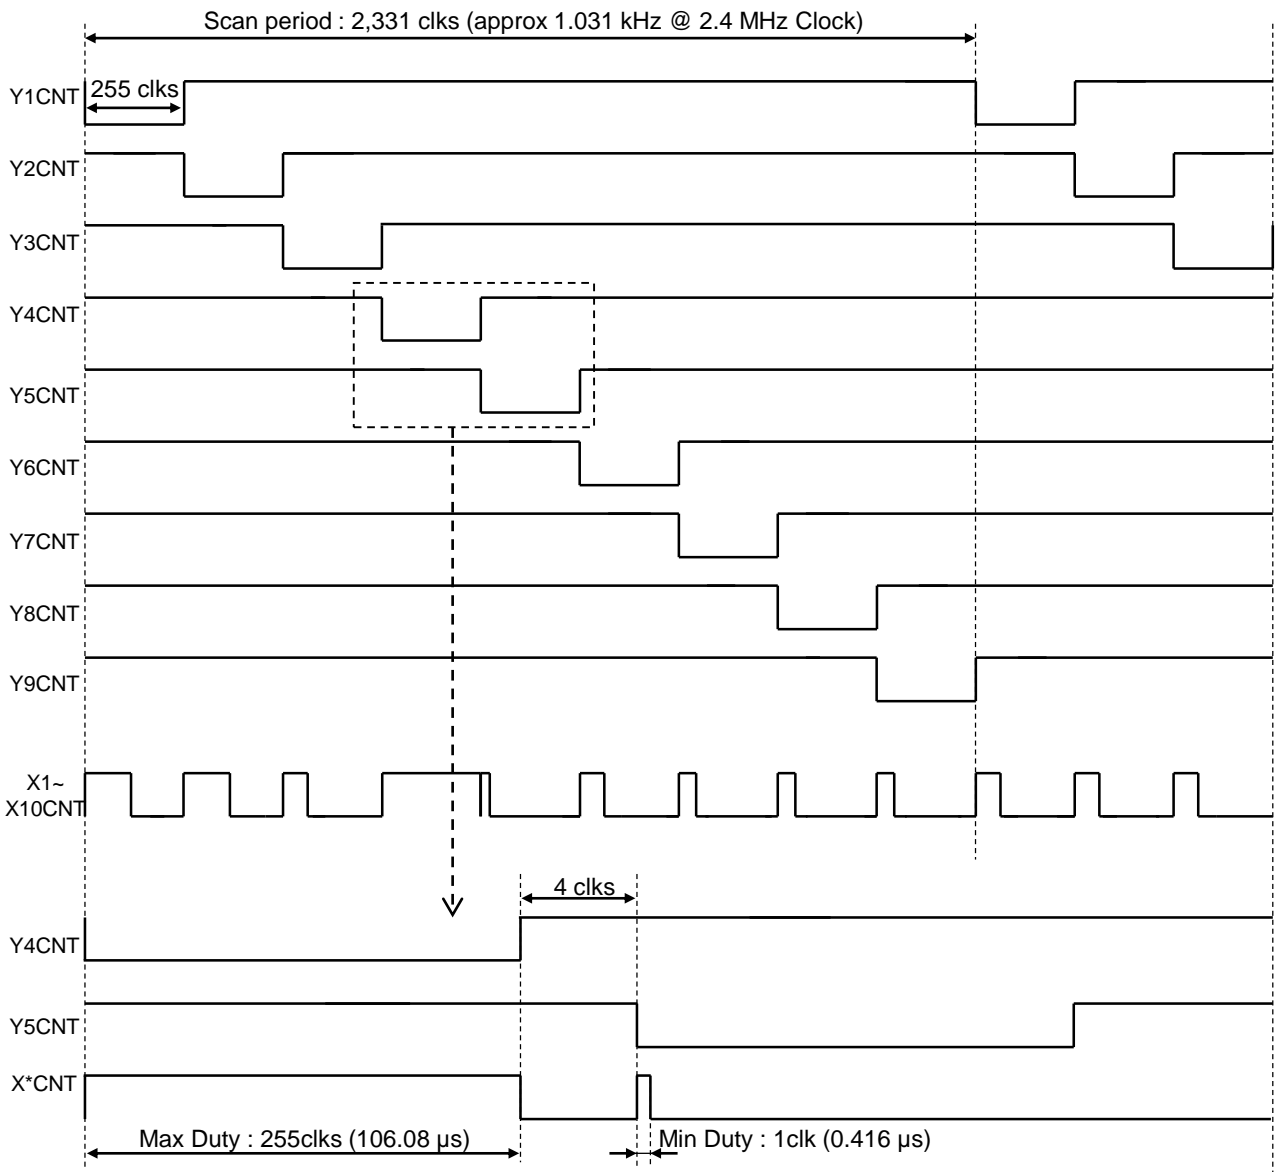 Scan period : 2,331 clks (approx 1.031 kHz @ 2.4 MHz Clock)
255 clks
Y1CNT
Y2CNT
Y3CNT
Y4CNT
Y5CNT
Y6CNT
Y7CNT
Y8CNT
Y9CNT
X1~
X10CNT
4 clks
Y4CNT
Y5CNT
X*CNT
Max Duty : 255clks (106.08 µs)
Min Duty : 1clk (0.416 µs)